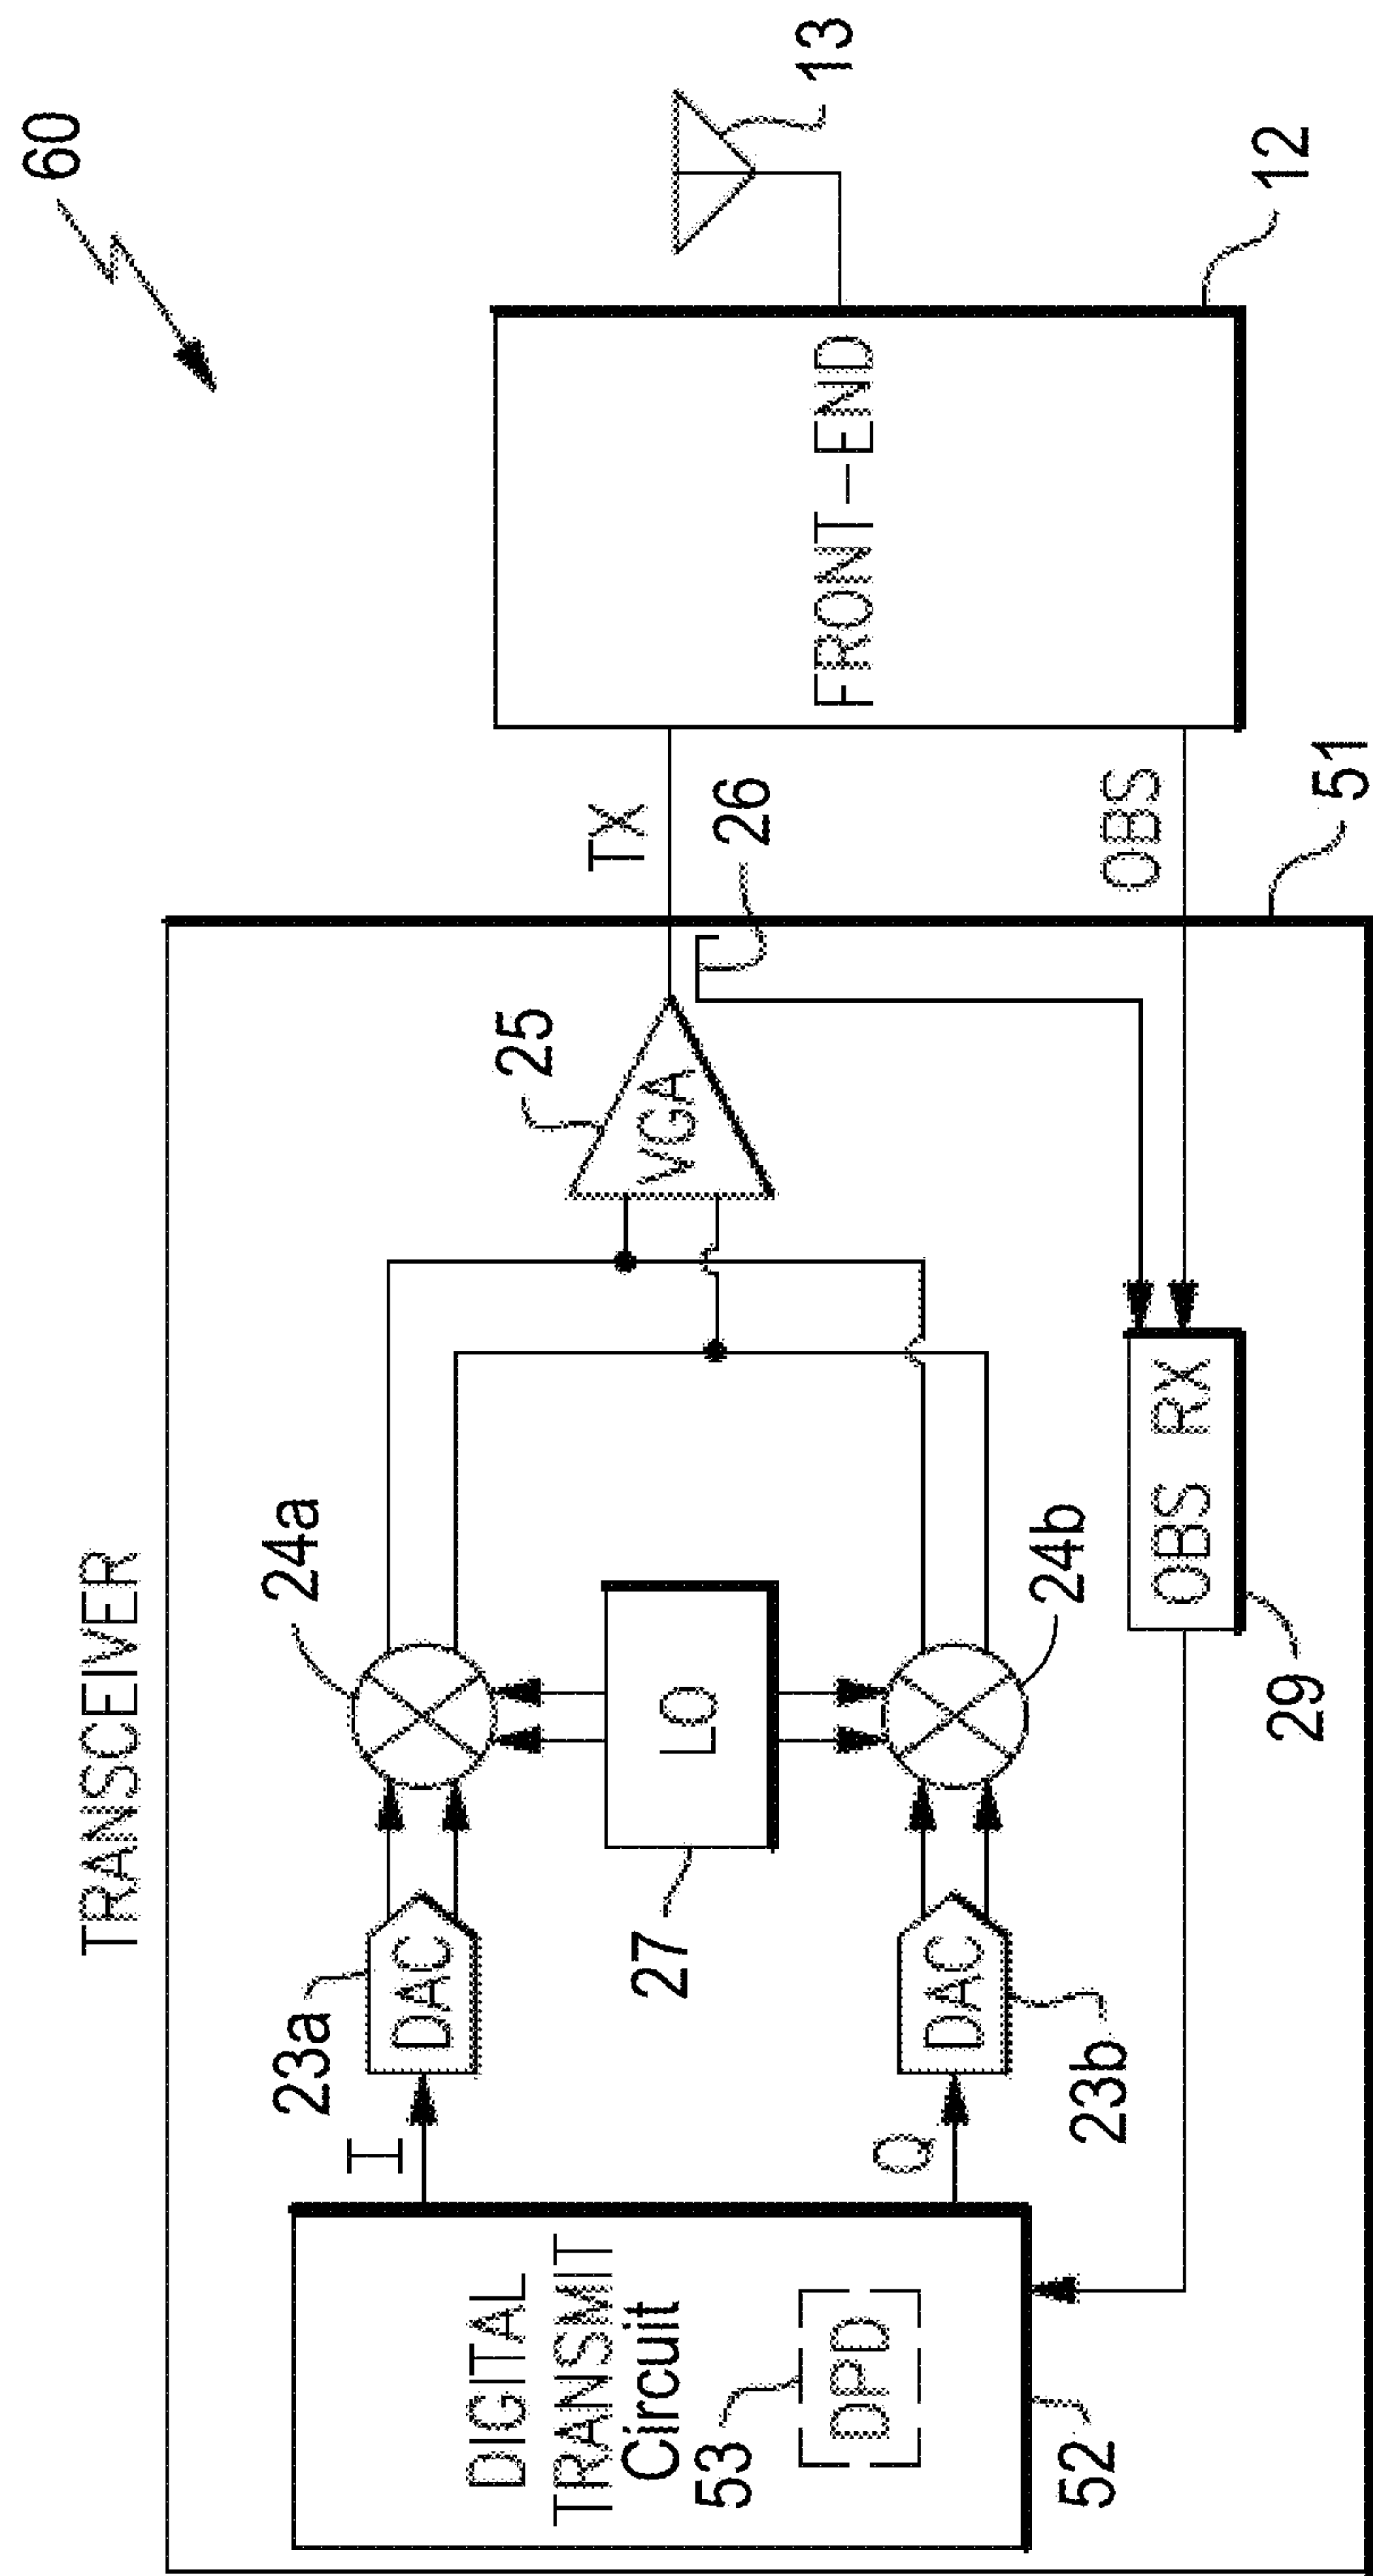 60
TRANSCEIVER
24a
23a
I
DAC
25
TX
13
DIGITAL
TRANSMIT
Circuit
27
LO
VGA
26
FRONT-END
53
DPD
Q
DAC
24b
OBS
23b
OBS RX
52
29
51
12